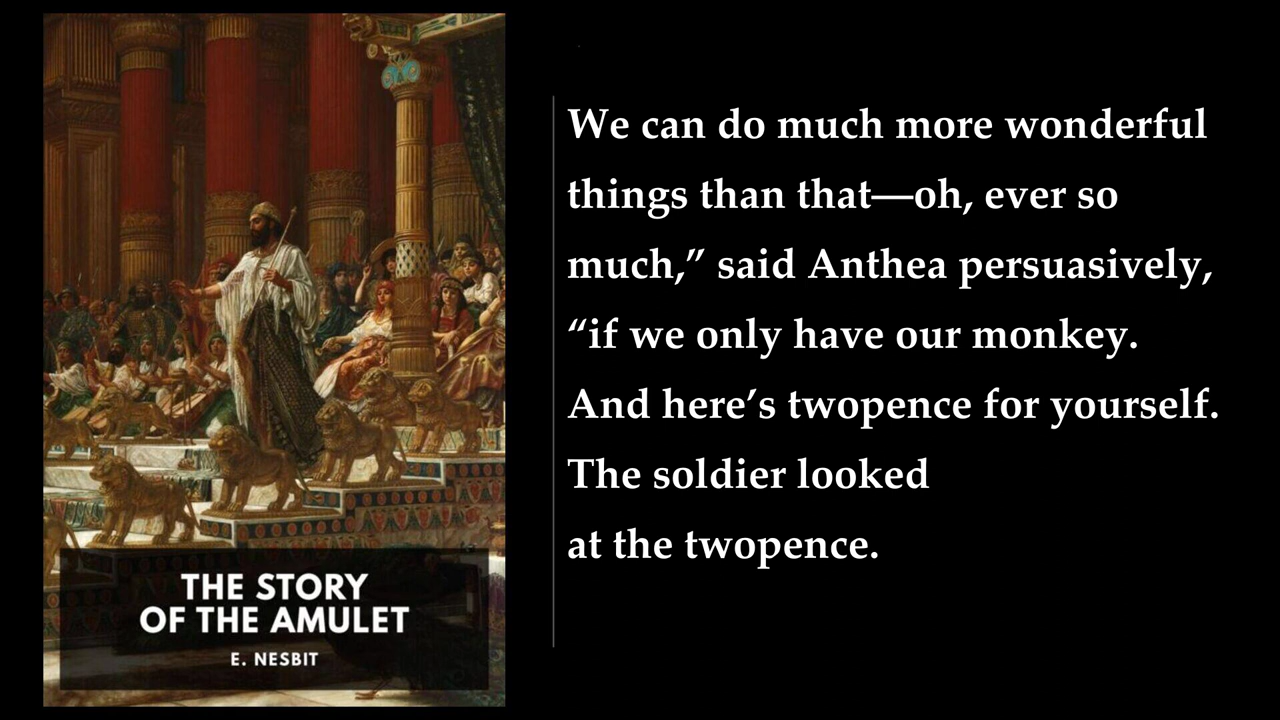 We can do much more wonderful
things than that—oh, ever so
much,” said Anthea persuasively,
“if we only have our monkey.
And here’s twopence for yourself.
The soldier looked
at the twopence.
THE STORY
OF THE AMULET
E. NESBIT